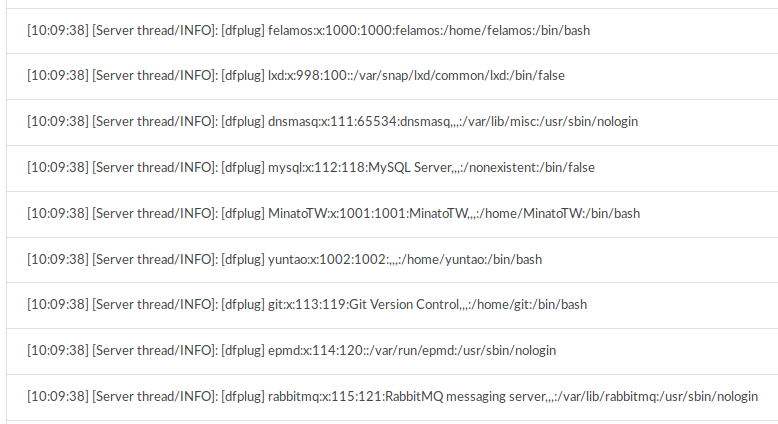 [10:09:38] [Server thread/INFO]: [dfplug] felamos:x:1000:1000:felamos:/home/felamos:/bin/bash
[10:09:38] [Server thread/INFO]: [dfplug] lxd:x:998:100::/var/snap/lxd/common/lxd:/bin/false
[10:09:38] [Server thread/INFO]: [dfplug] dnsmasq:x:111:65534:dnsmasq,,,:/var/lib/misc:/usr/sbin/nologin
[10:09:38] [Server thread/INFO]: [dfplug] mysql:x:112:118:MySQL Server,,,:/nonexistent:/bin/false
[10:09:38] [Server thread/INFO]: [dfplug] MinatoTW:x:1001:1001:MinatoTW,,,:/home/MinatoTW:/bin/bash
[10:09:38] [Server thread/INFO]: [dfplug] yuntao:x:1002:1002:,,,:/home/yuntao:/bin/bash
[10:09:38] [Server thread/INFO]: [dfplug] git:x:113:119:Git Version Control,,,:/home/git:/bin/bash
[10:09:38] [Server thread/INFO]: [dfplug] epmd:x:114:120::/var/run/epmd:/usr/sbin/nologin
[10:09:38] [Server thread/INFO]: [dfplug] rabbitmq:x:115:121:RabbitMQ messaging server,,,:/var/lib/rabbitmq:/usr/sbin/nologin